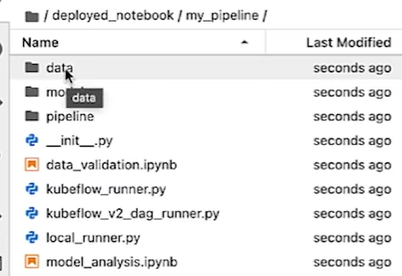 / deployed_notebook / my_pipeline /
Name Last Modified
data seconds ago
seconds ago
data
pipeline seconds ago
__init__.py seconds ago
data_validation.ipynb seconds ago
kubeflow_runner.py seconds ago
kubeflow_v2_dag_runner.py seconds ago
local_runner.py seconds ago
model_analysis.ipynb seconds ago